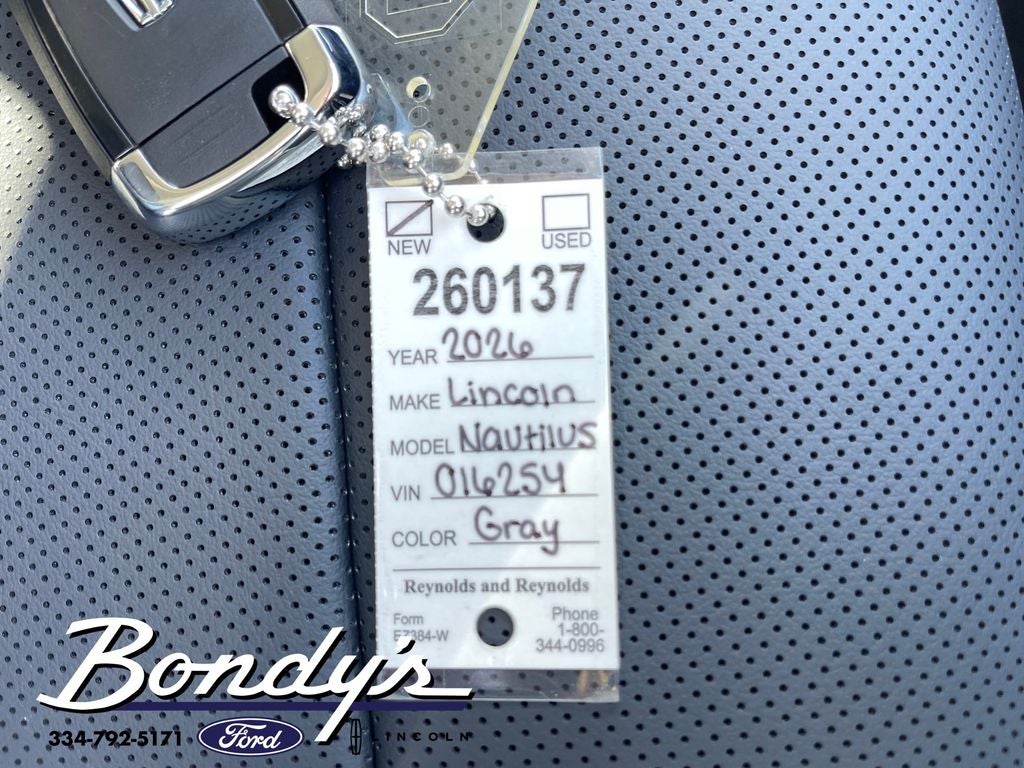 NEW USED
260137
YEAR 2026
MAKE Lincoln
MODEL Nautilus
VIN 016254
COLOR Gray
Reynolds and Reynolds
Form
EZ384-W
Phone
1-800-
344-0996
Bondy's
334-792-5171 Ford LINCOLN